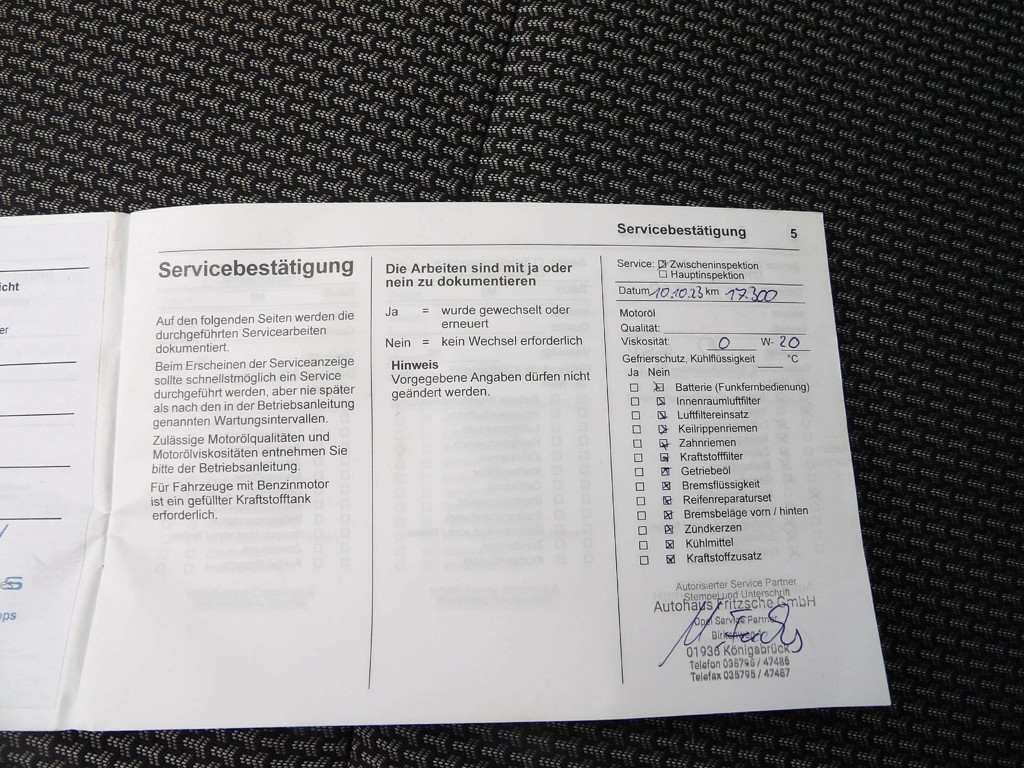 icht
er
es
ops
Servicebestätigung 5
Servicebestätigung
Auf den folgenden Seiten werden die
durchgeführten Servicearbeiten
dokumentiert.
Beim Erscheinen der Serviceanzeige
sollte schnellstmöglich ein Service
durchgeführt werden, aber nie später
als nach den in der Betriebsanleitung
genannten Wartungsintervallen.
Zulässige Motorölqualitäten und
Motorölviskositäten entnehmen Sie
bitte der Betriebsanleitung.
Für Fahrzeuge mit Benzinmotor
ist ein gefüllter Kraftstofftank
erforderlich.
Die Arbeiten sind mit ja oder
nein zu dokumentieren
Ja = wurde gewechselt oder
erneuert
Nein = kein Wechsel erforderlich
Hinweis
Vorgegebene Angaben dürfen nicht
geändert werden.
Service: Zwischeninspektion
Hauptinspektion
Datum 10.10.23 km 17.300
Motoröl
Qualität:
Viskosität: 0 W- 20
Gefrierschutz, Kühlflüssigkeit °C
Ja Nein
Batterie (Funkfernbedienung)
Innenraumluftfilter
Luftfiltereinsatz
Keilrippenriemen
Zahnriemen
Kraftstofffilter
Getriebeöl
Bremsflüssigkeit
Reifenreparaturset
Bremsbeläge vorn / hinten
Zündkerzen
Kühlmittel
Kraftstoffzusatz
Autorisierter Service Partner
Stempel und Unterschrift
Autohaus Fritzsche GmbH
Opel Service Partner
01936 Königsbrück
Telefon 035795 / 47486
Telefax 035795 / 47487